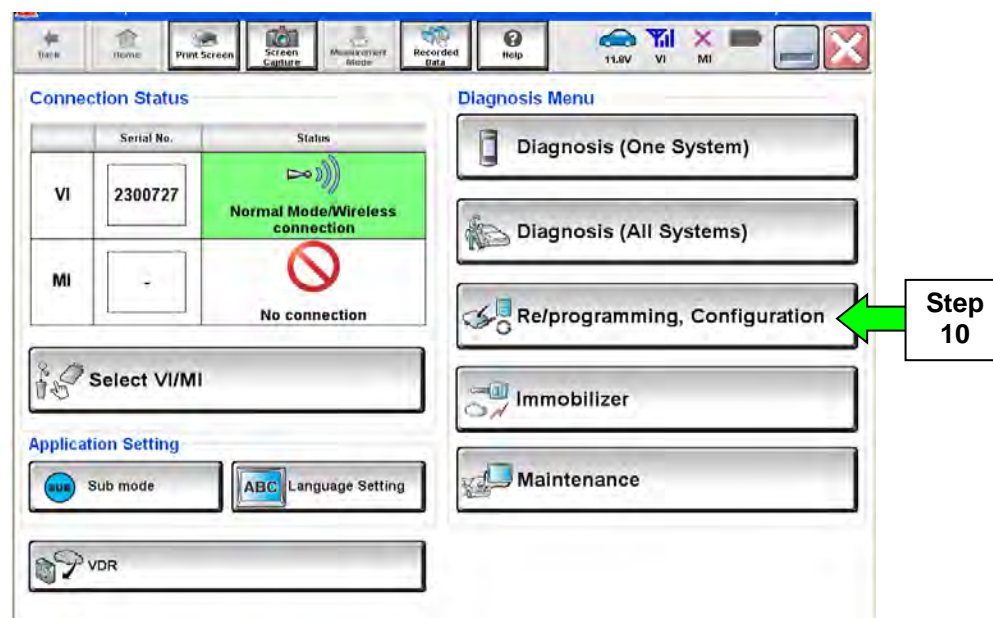 Back
Home
Print Screen
Screen
Capture
Measurement
Mode
Recorded
Data
Help
11.8V
VI
MI
Connection Status
Serial No.
Status
VI
2300727
Normal Mode/Wireless
connection
MI
-
No connection
Select VI/MI
Application Setting
SUB
Sub mode
ABC
Language Setting
VDR
Diagnosis Menu
Diagnosis (One System)
Diagnosis (All Systems)
Re/programming, Configuration
Immobilizer
Maintenance
Step
10